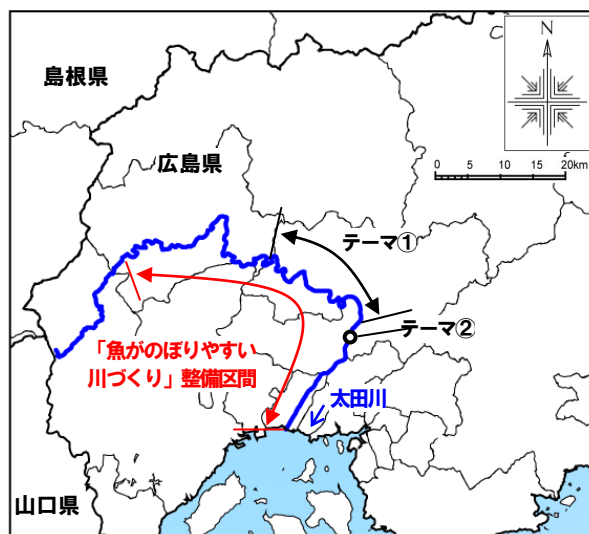 島根県
N
広島県
0 5 10 15 20km
テーマ①
テーマ②
「魚がのぼりやすい
川づくり」整備区間
太田川
山口県